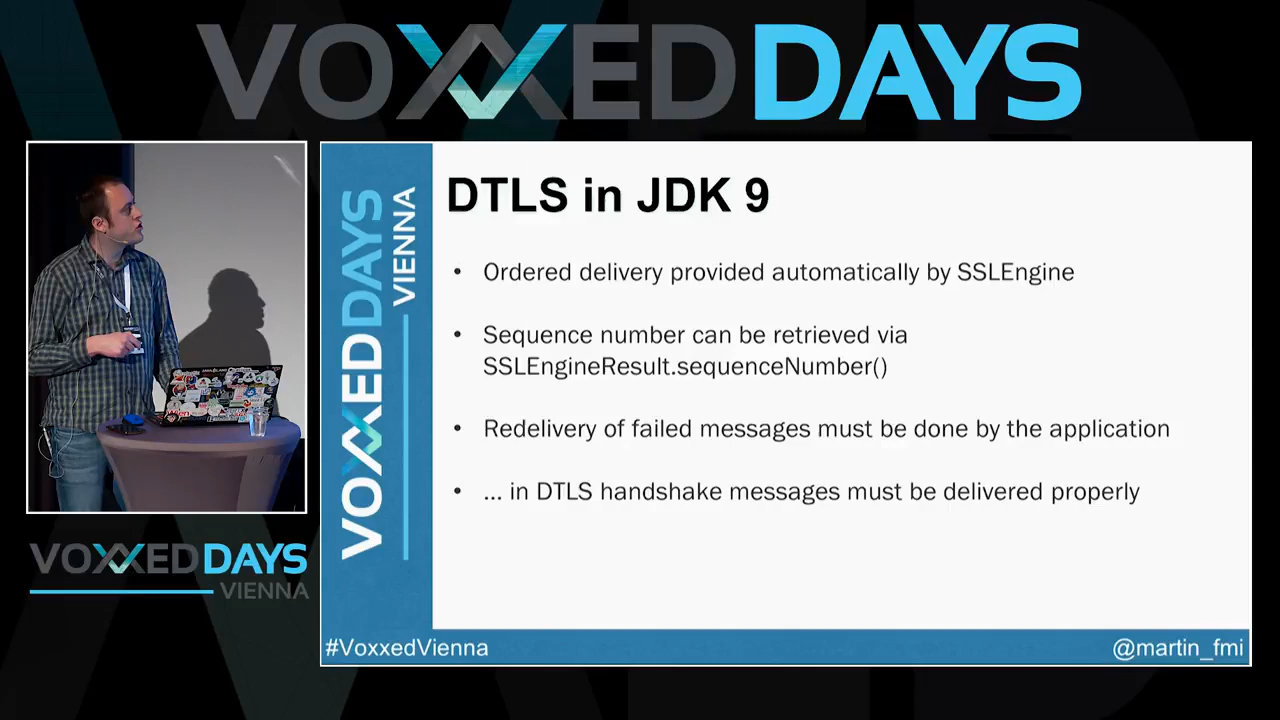 VOXXED DAYS
VOXXED DAYS
VIENNA
DTLS in JDK 9
• Ordered delivery provided automatically by SSLEngine
• Sequence number can be retrieved via
SSLEngineResult.sequenceNumber()
• Redelivery of failed messages must be done by the application
• ... in DTLS handshake messages must be delivered properly
VOXXED DAYS
VIENNA
#VoxxedVienna
@martin_fmi